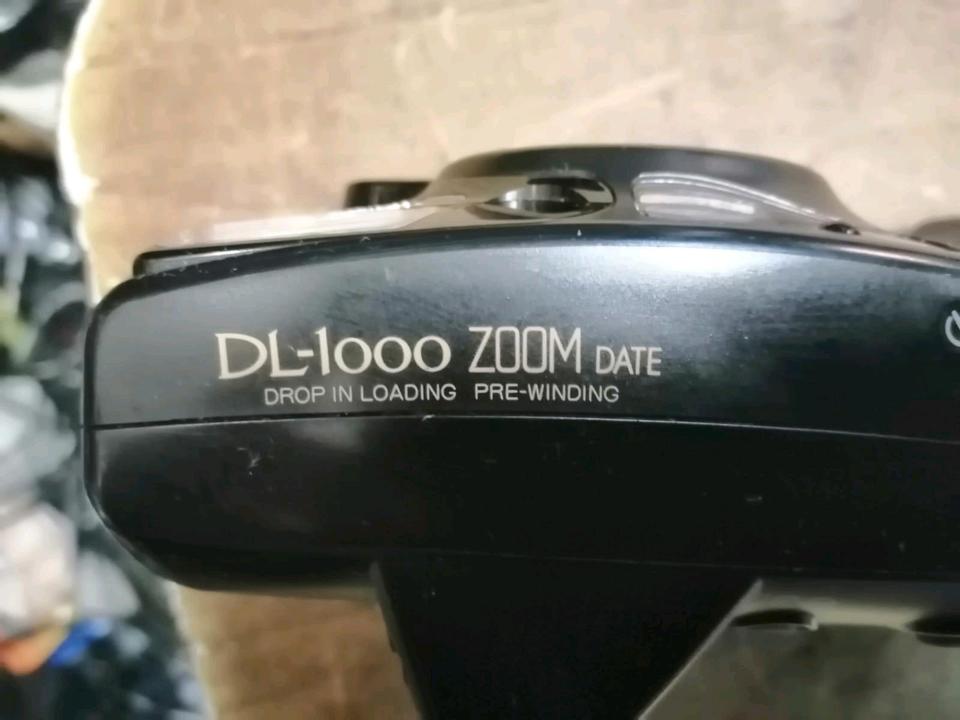 DL-1000 ZOOM DATE
DROP IN LOADING PRE-WINDING